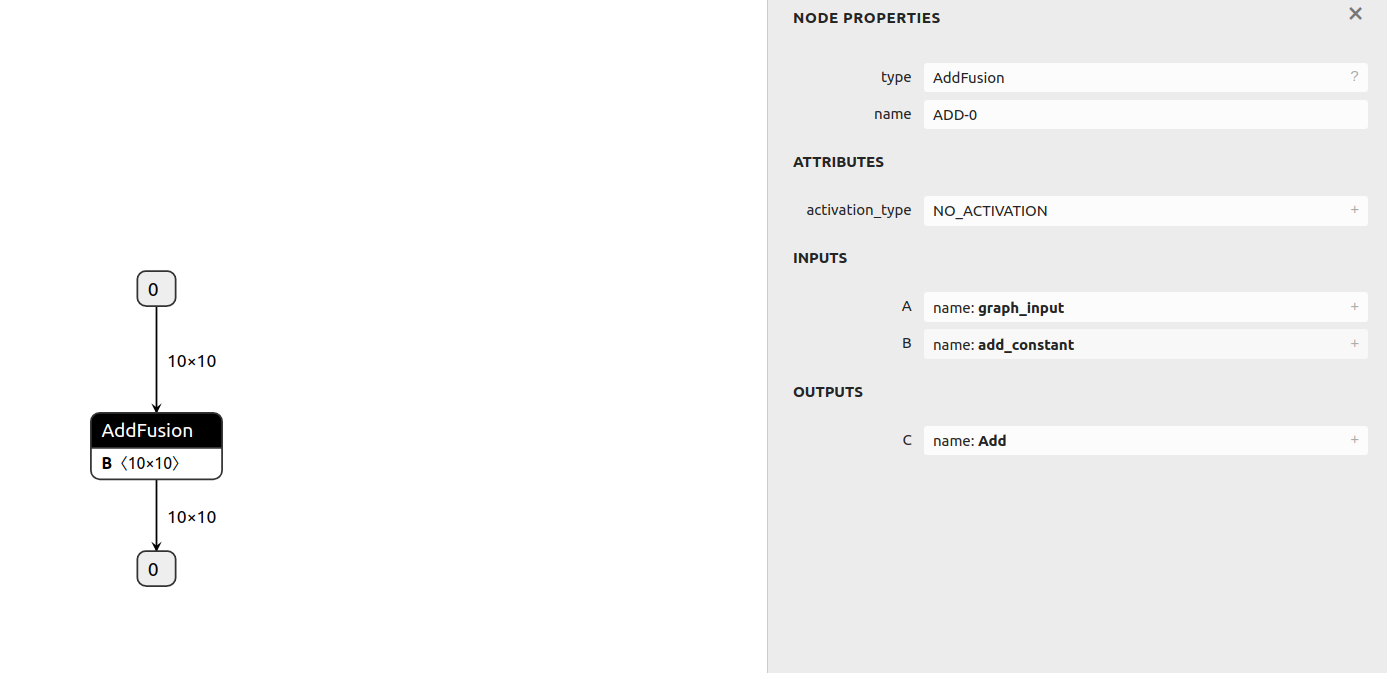 0
10×10
AddFusion
B 〈10×10〉
10×10
0
NODE PROPERTIES ×
type AddFusion ?
name ADD-0
ATTRIBUTES
activation_type NO_ACTIVATION +
INPUTS
A name: graph_input +
B name: add_constant +
OUTPUTS
C name: Add +